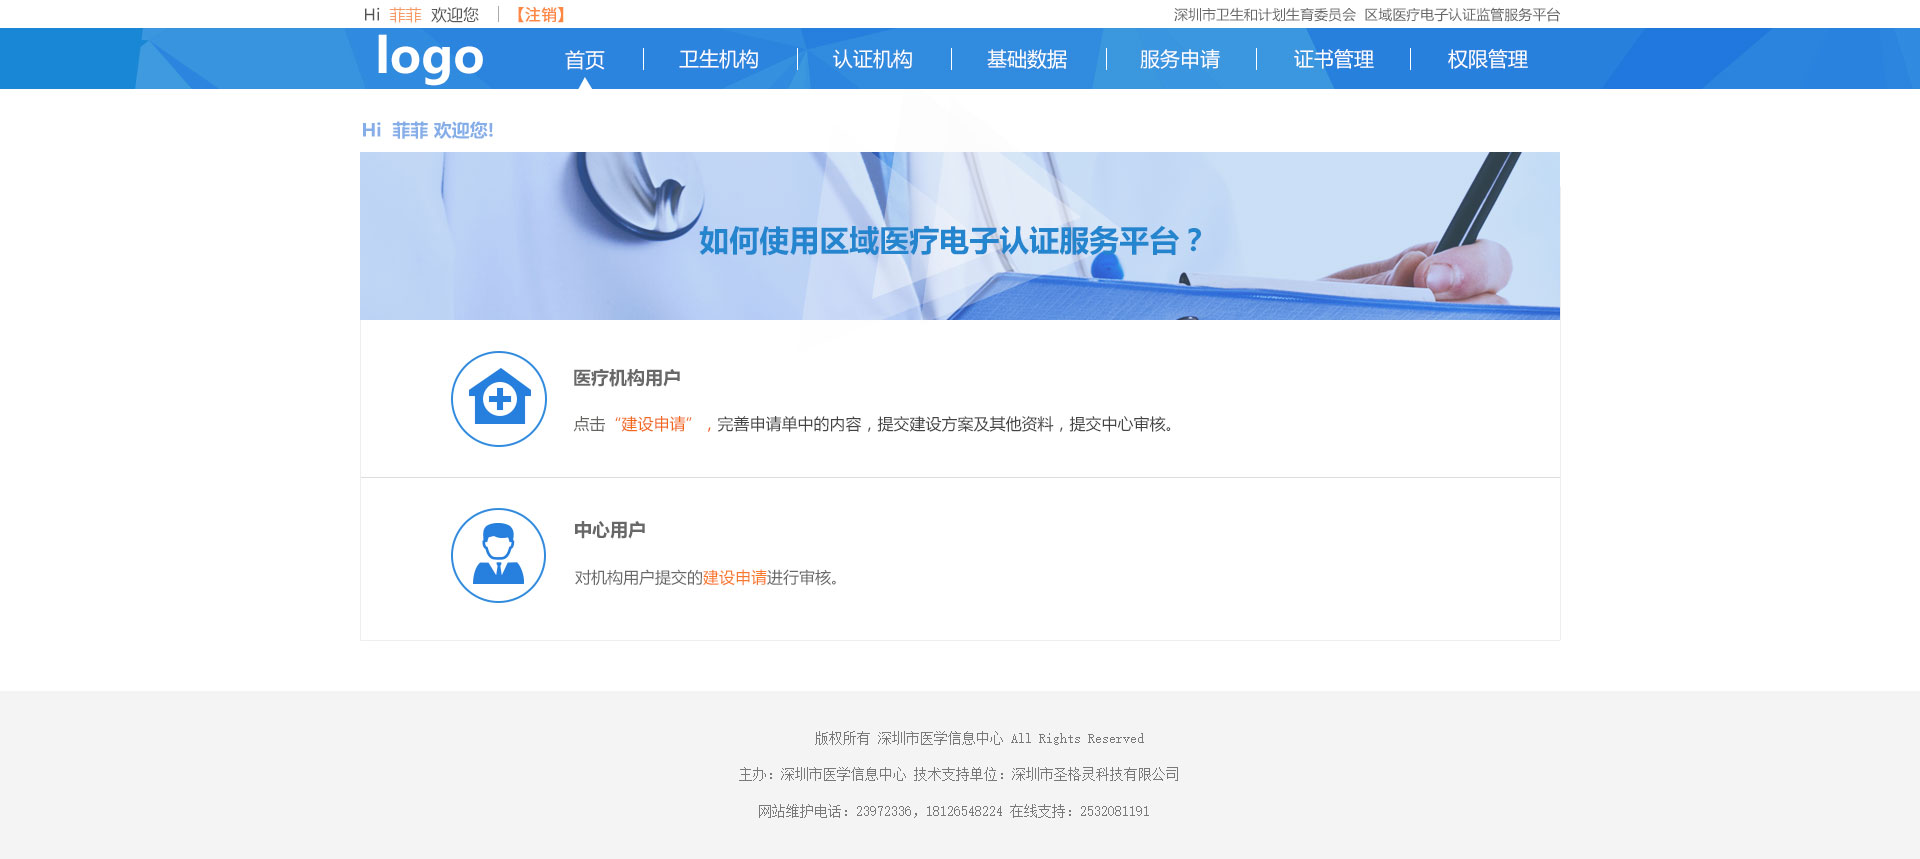 Hi 菲菲 欢迎您 【注销】 深圳市卫生和计划生育委员会 区域医疗电子认证监管服务平台
logo 首页 卫生机构 认证机构 基础数据 服务申请 证书管理 权限管理
Hi 菲菲 欢迎您!
如何使用区域医疗电子认证服务平台？
医疗机构用户
点击“建设申请”，完善申请单中的内容，提交建设方案及其他资料，提交中心审核。
中心用户
对机构用户提交的建设申请进行审核。
版权所有 深圳市医学信息中心 All Rights Reserved
主办：深圳市医学信息中心 技术支持单位：深圳市圣格灵科技有限公司
网站维护电话：23972336，18126548224 在线支持：2532081191